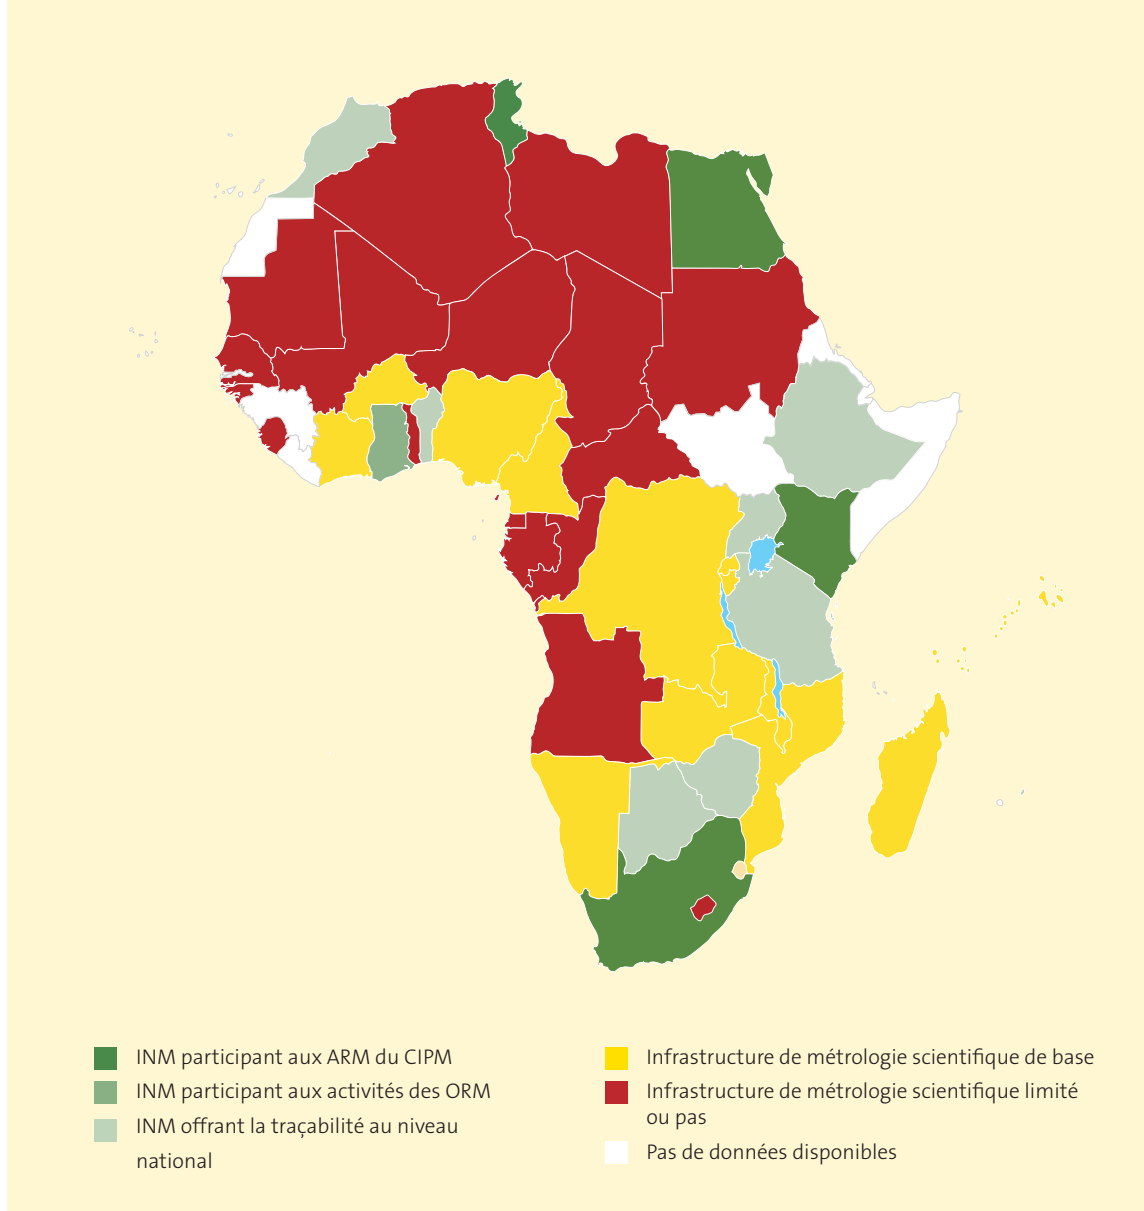 INM participant aux ARM du CIPM
INM participant aux activités des ORM
INM offrant la traçabilité au niveau
national
Infrastructure de métrologie scientifique de base
Infrastructure de métrologie scientifique limité
ou pas
Pas de données disponibles